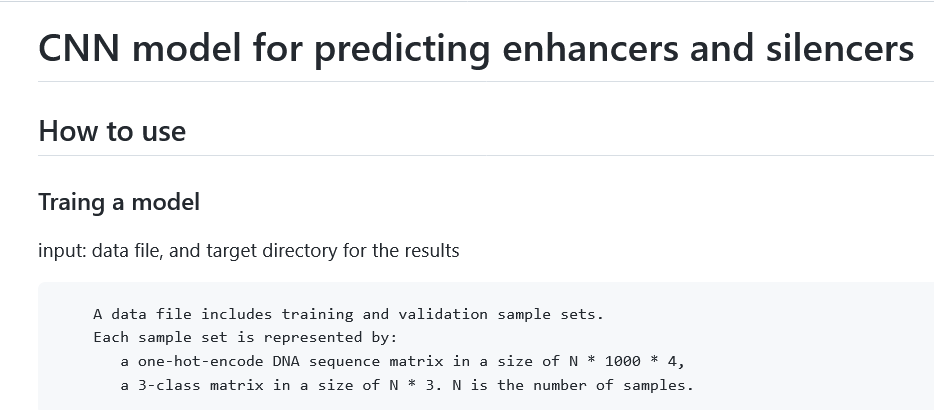 CNN model for predicting enhancers and silencers
How to use
Traing a model
input: data file, and target directory for the results
A data file includes training and validation sample sets.
Each sample set is represented by:
a one-hot-encode DNA sequence matrix in a size of N * 1000 * 4,
a 3-class matrix in a size of N * 3. N is the number of samples.